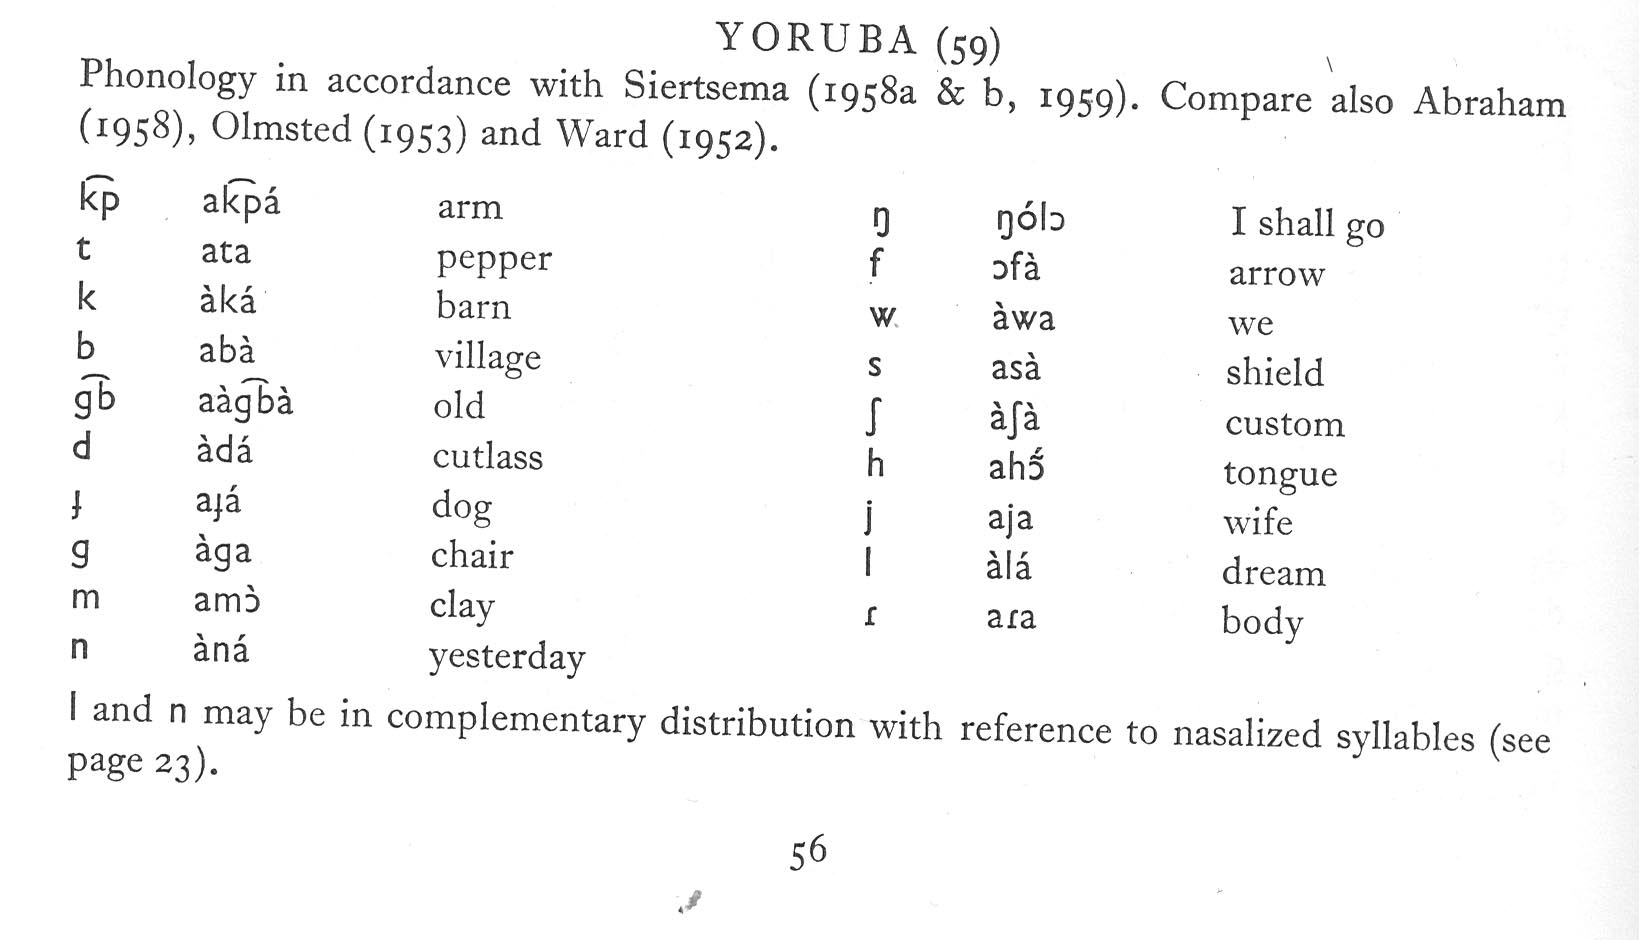 YORUBA (59)
Phonology in accordance with Siertsema (1958a & b, 1959). Compare also Abraham
(1958), Olmsted (1953) and Ward (1952).
k͡p ak͡pá arm
t ata pepper
k àká barn
b abà village
g͡b aàg͡bà old
d àdá cutlass
ɟ aɟá dog
g àga chair
m amɔ̀ clay
n àná yesterday
ŋ ŋólɔ I shall go
f ɔfà arrow
w àwa we
s asà shield
ʃ àʃà custom
h ahɔ̃́ tongue
j aja wife
l àlá dream
ɾ aɾa body
l and n may be in complementary distribution with reference to nasalized syllables (see
page 23).
56